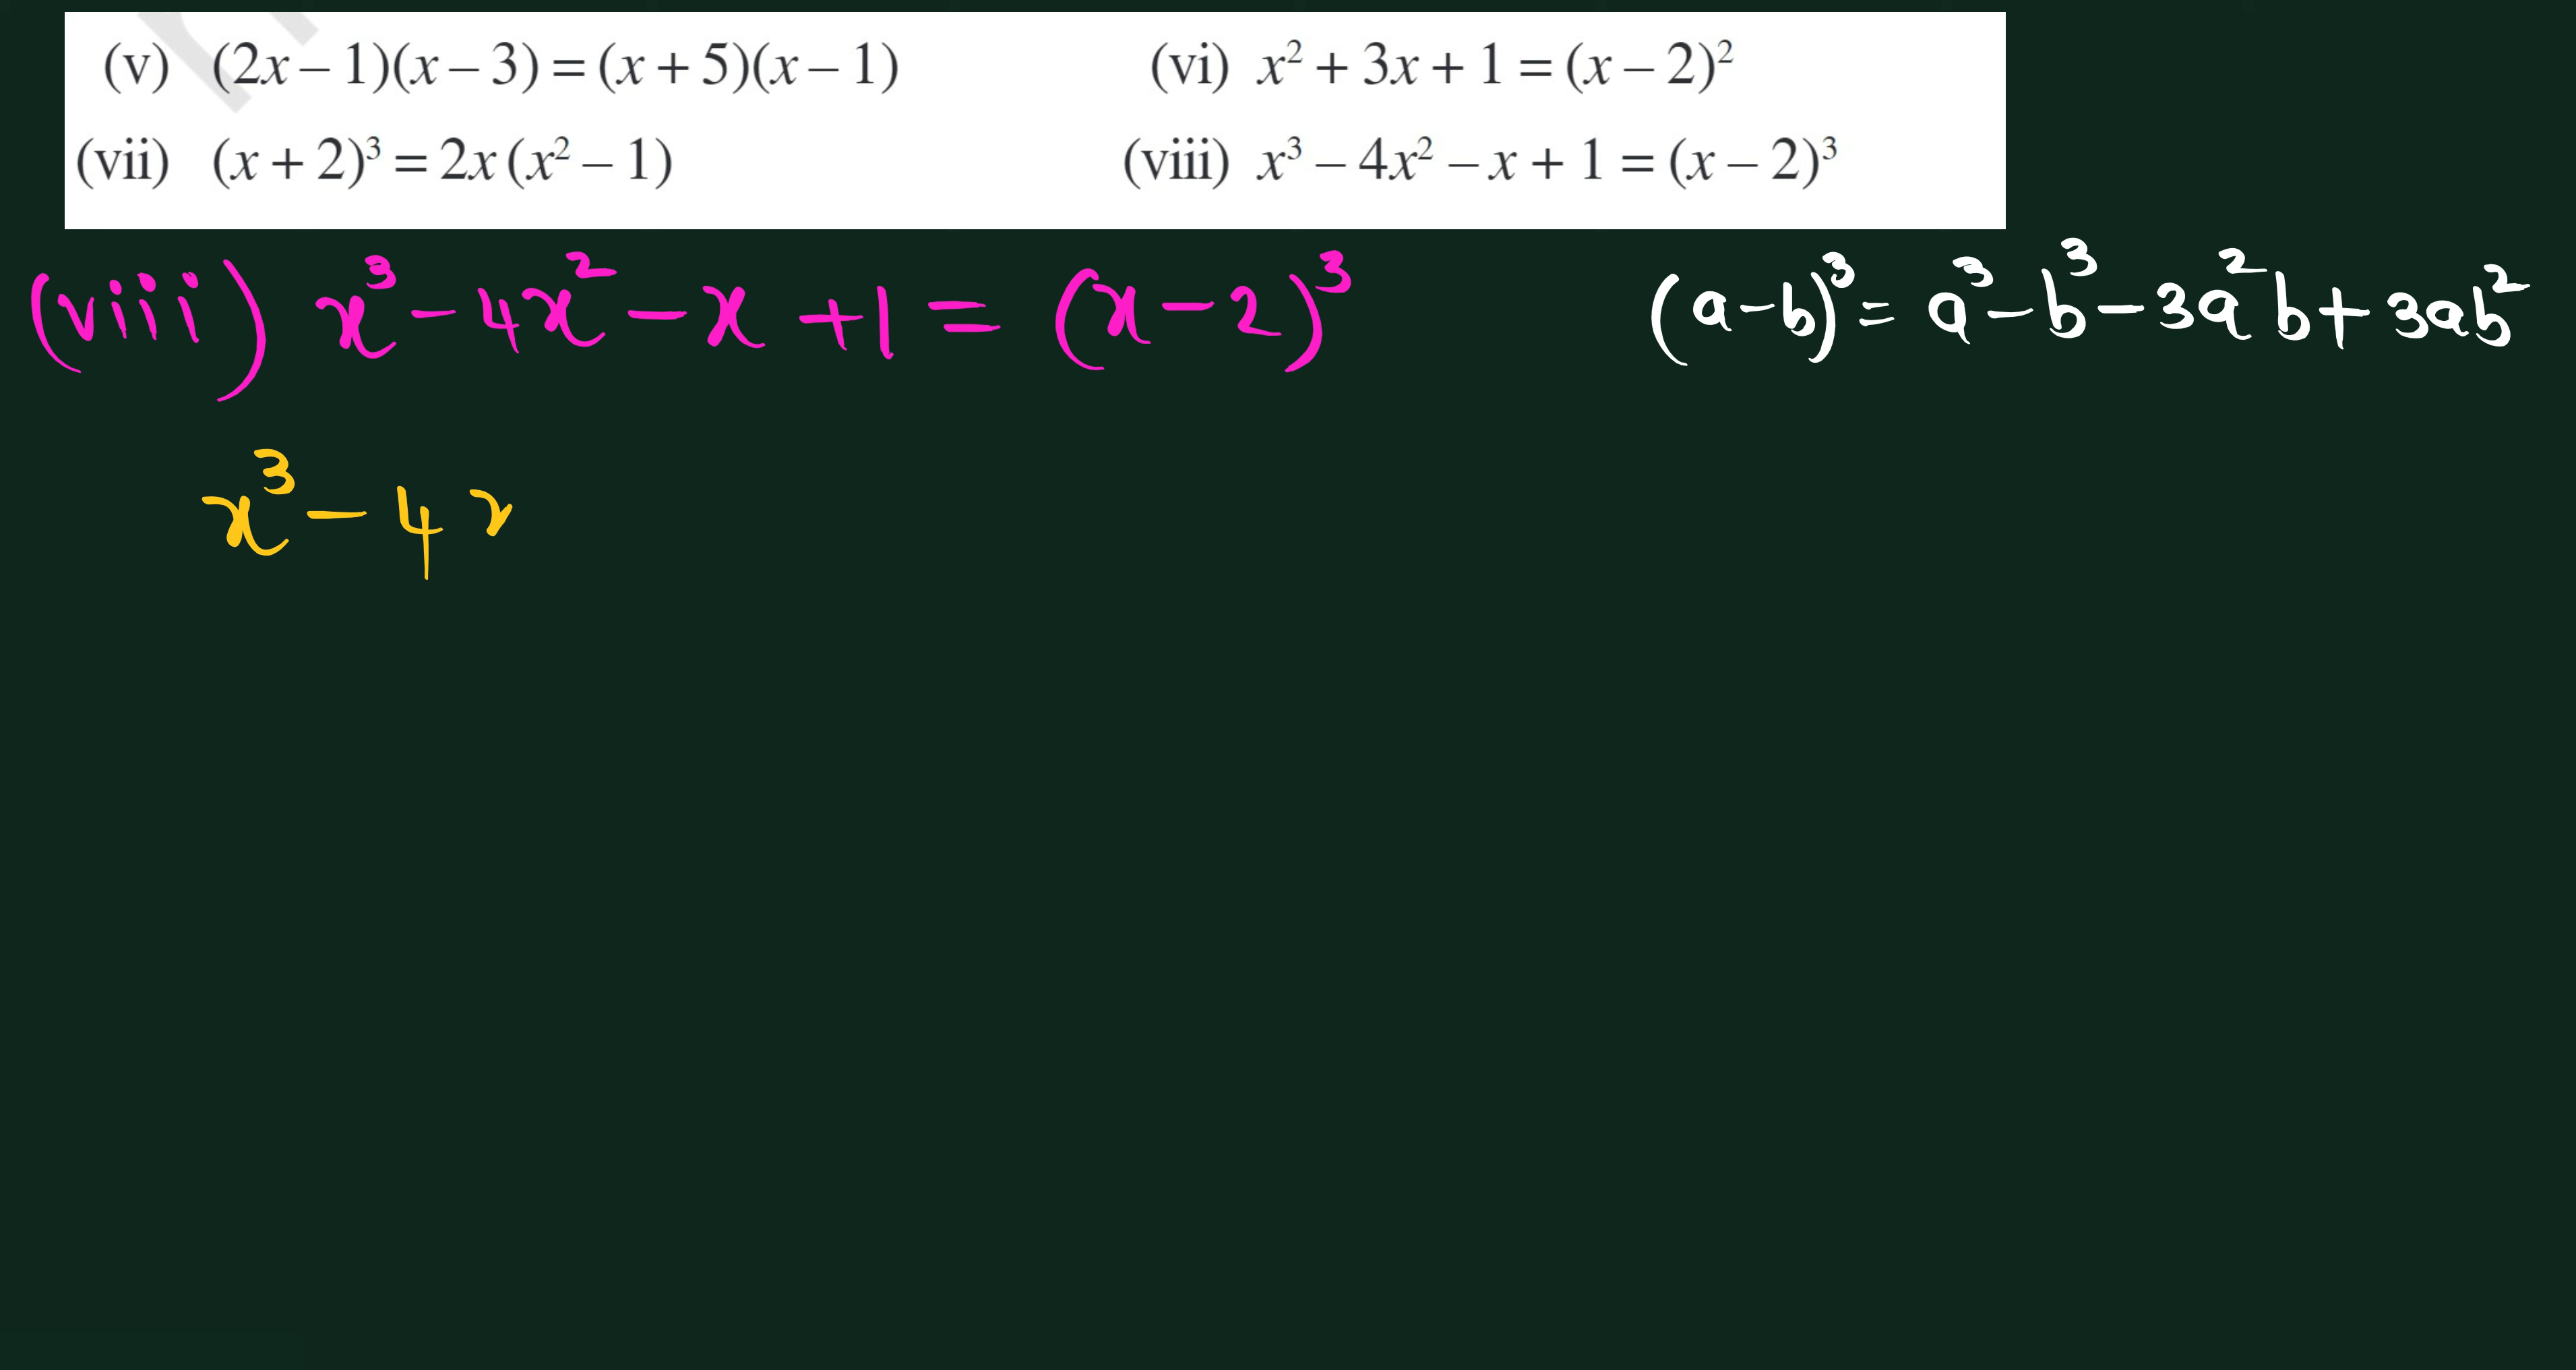 (v) (2x – 1)(x – 3) = (x + 5)(x – 1) (vi) x² + 3x + 1 = (x – 2)²
(vii) (x + 2)³ = 2x (x² – 1) (viii) x³ – 4x² – x + 1 = (x – 2)³
(viii) x³ - 4x² - x + 1 = (x - 2)³ (a-b)³ = a³ - b³ - 3a²b + 3ab²
x³ - 4